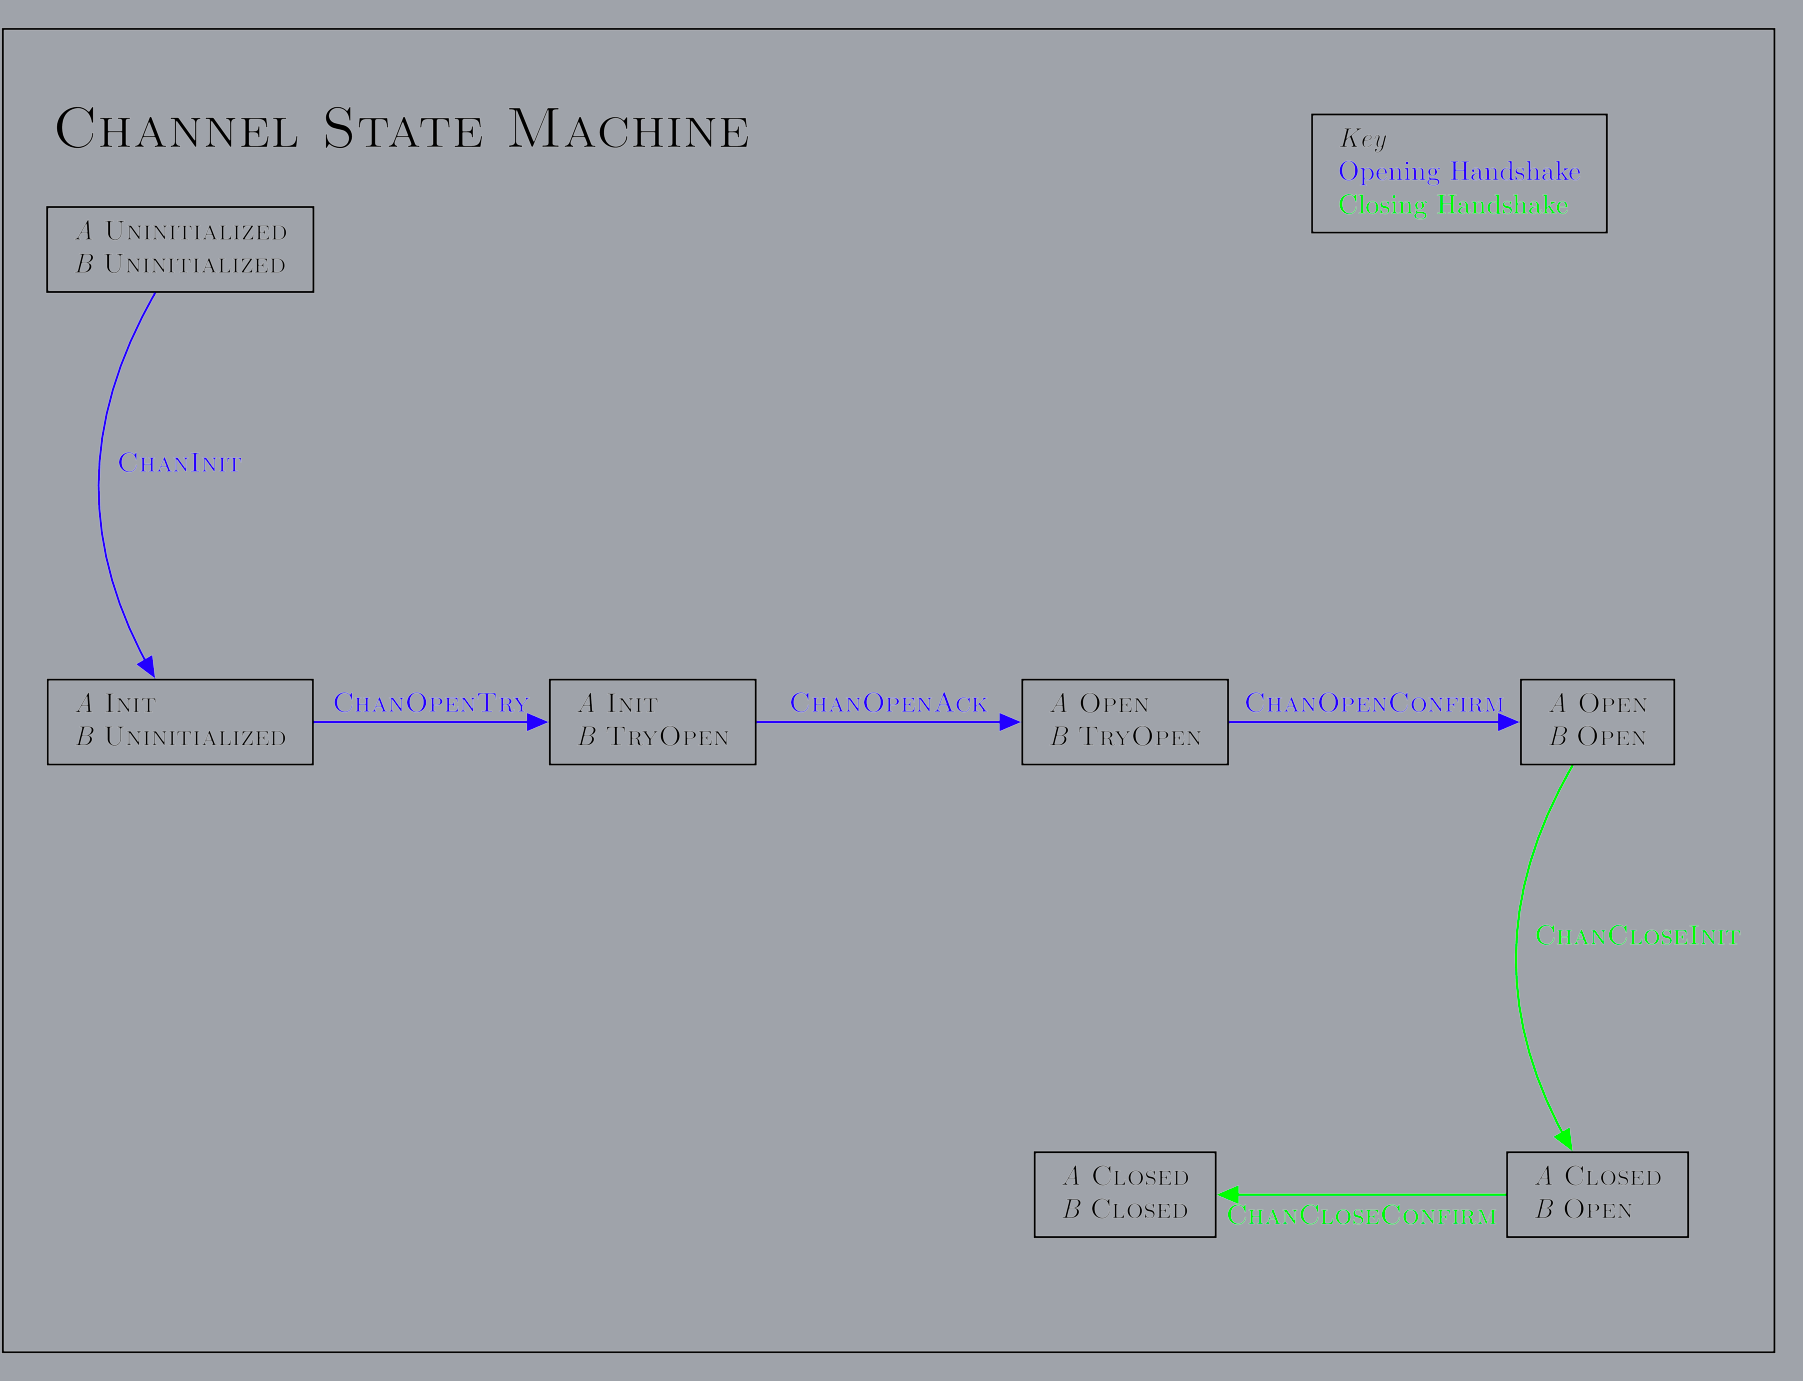 Channel State Machine
Key
Opening Handshake
Closing Handshake
A Uninitialized
B Uninitialized
ChanInit
A Init
B Uninitialized
ChanOpenTry
A Init
B TryOpen
ChanOpenAck
A Open
B TryOpen
ChanOpenConfirm
A Open
B Open
ChanCloseInit
A Closed
B Open
ChanCloseConfirm
A Closed
B Closed